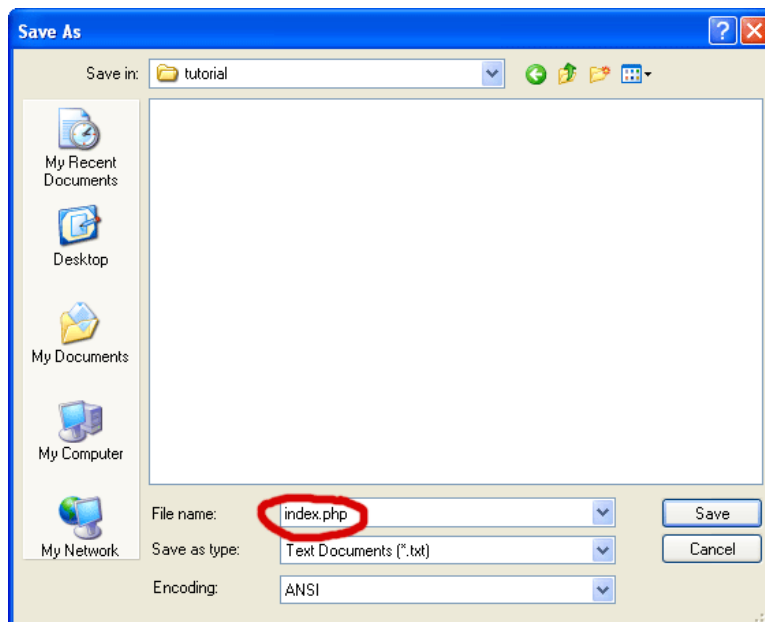 Save As
Save in:
tutorial
My Recent
Documents
Desktop
My Documents
My Computer
My Network
File name:
index.php
Save
Save as type:
Text Documents (*.txt)
Cancel
Encoding:
ANSI